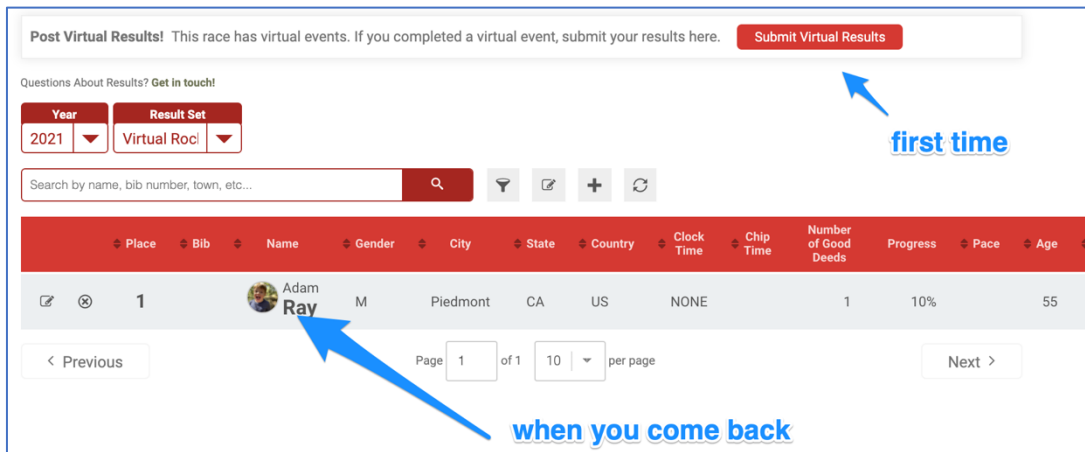 Post Virtual Results! This race has virtual events. If you completed a virtual event, submit your results here. Submit Virtual Results
Questions About Results? Get in touch!
first time
Year Result Set
2021 Virtual Roc
Search by name, bib number, town, etc...
Place Bib Name Gender City State Country Clock Time Chip Time Number of Good Deeds Progress Pace Age
1 Adam Ray M Piedmont CA US NONE 1 10% 55
Previous Page 1 of 1 10 per page Next
when you come back